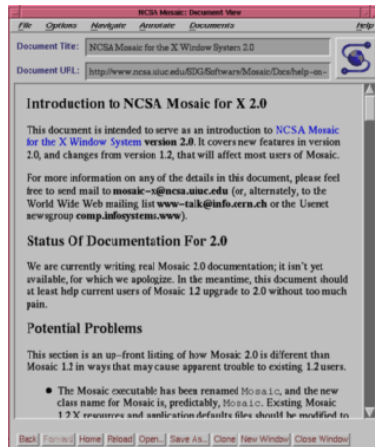 NCSA Mosaic: Document View
File Options Navigate Annotate Documents Help
Document Title: NCSA Mosaic for the X Window System 2.0
Document URL: http://www.ncsa.uiuc.edu/SDG/Software/Mosaic/Docs/help-on-
Introduction to NCSA Mosaic for X 2.0
This document is intended to serve as an introduction to NCSA Mosaic
for the X Window System version 2.0. It covers new features in version
2.0, and changes from version 1.2, that will affect most users of Mosaic.
For more information on any of the details in this document, please feel
free to send mail to mosaic-x@ncsa.uiuc.edu (or, alternately, to the
World Wide Web mailing list www-talk@info.cern.ch or the Usenet
newsgroup comp.infosystems.www).
Status Of Documentation For 2.0
We are currently writing real Mosaic 2.0 documentation; it isn't yet
available, for which we apologize. In the meantime, this document should
at least help current users of Mosaic 1.2 upgrade to 2.0 without too much
pain.
Potential Problems
This section is an up-front listing of how Mosaic 2.0 is different than
Mosaic 1.2 in ways that may cause apparent trouble to existing 1.2 users.
• The Mosaic executable has been renamed Mosaic, and the new
class name for Mosaic is, predictably, Mosaic. Existing Mosaic
1.2 X resources and application defaults files should be modified to
Back Forward Home Reload Open... Save As... Clone New Window Close Window